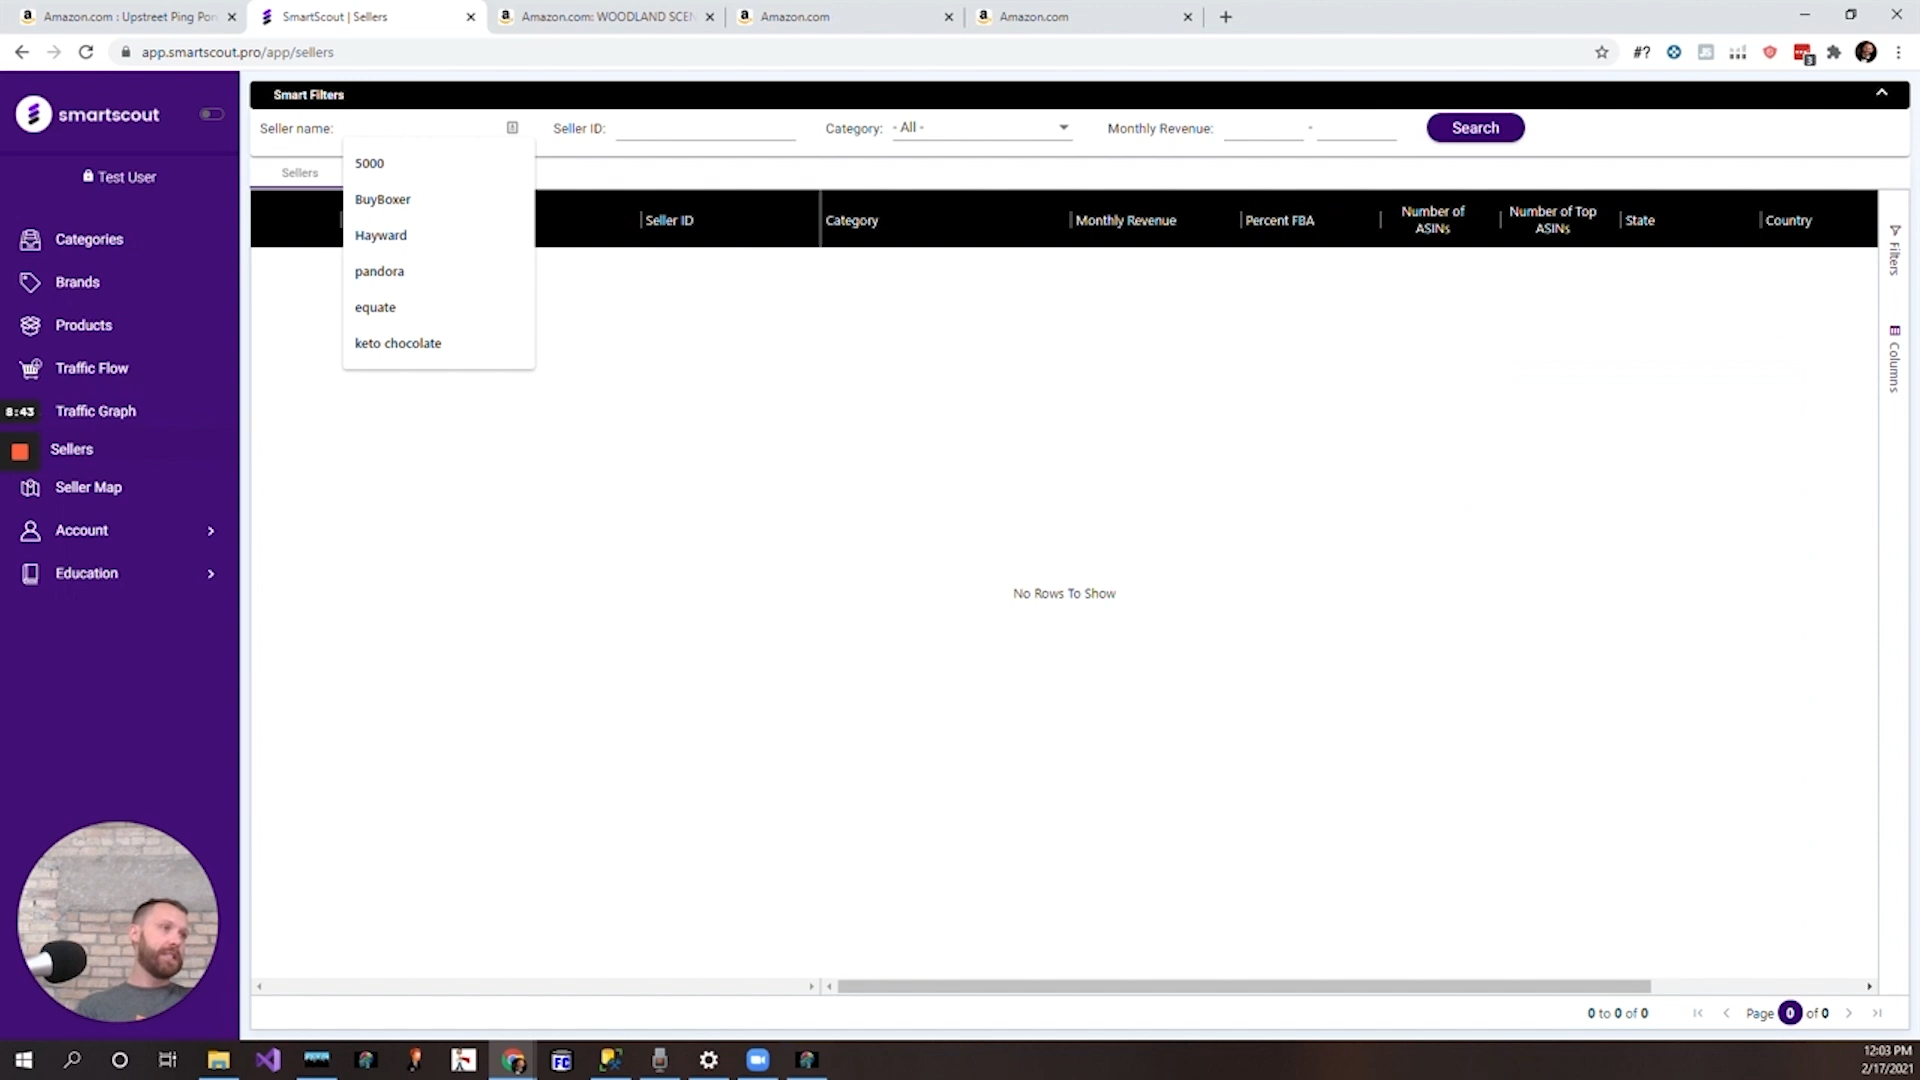 Amazon.com : Upstreet Ping Pon
SmartScout | Sellers
Amazon.com: WOODLAND SCEN
Amazon.com
Amazon.com
app.smartscout.pro/app/sellers
#?
3
smartscout
Test User
Categories
Brands
Products
Traffic Flow
8:43
Traffic Graph
Sellers
Seller Map
Account
Education
Smart Filters
Seller name:
Seller ID:
Category: - All -
Monthly Revenue:
-
Search
Sellers
5000
BuyBoxer
Hayward
pandora
equate
keto chocolate
Seller ID
Category
Monthly Revenue
Percent FBA
Number of
ASINs
Number of Top
ASINs
State
Country
Filters
Columns
No Rows To Show
0 to 0 of 0
Page 0 of 0
FC
12:03 PM
2/17/2021